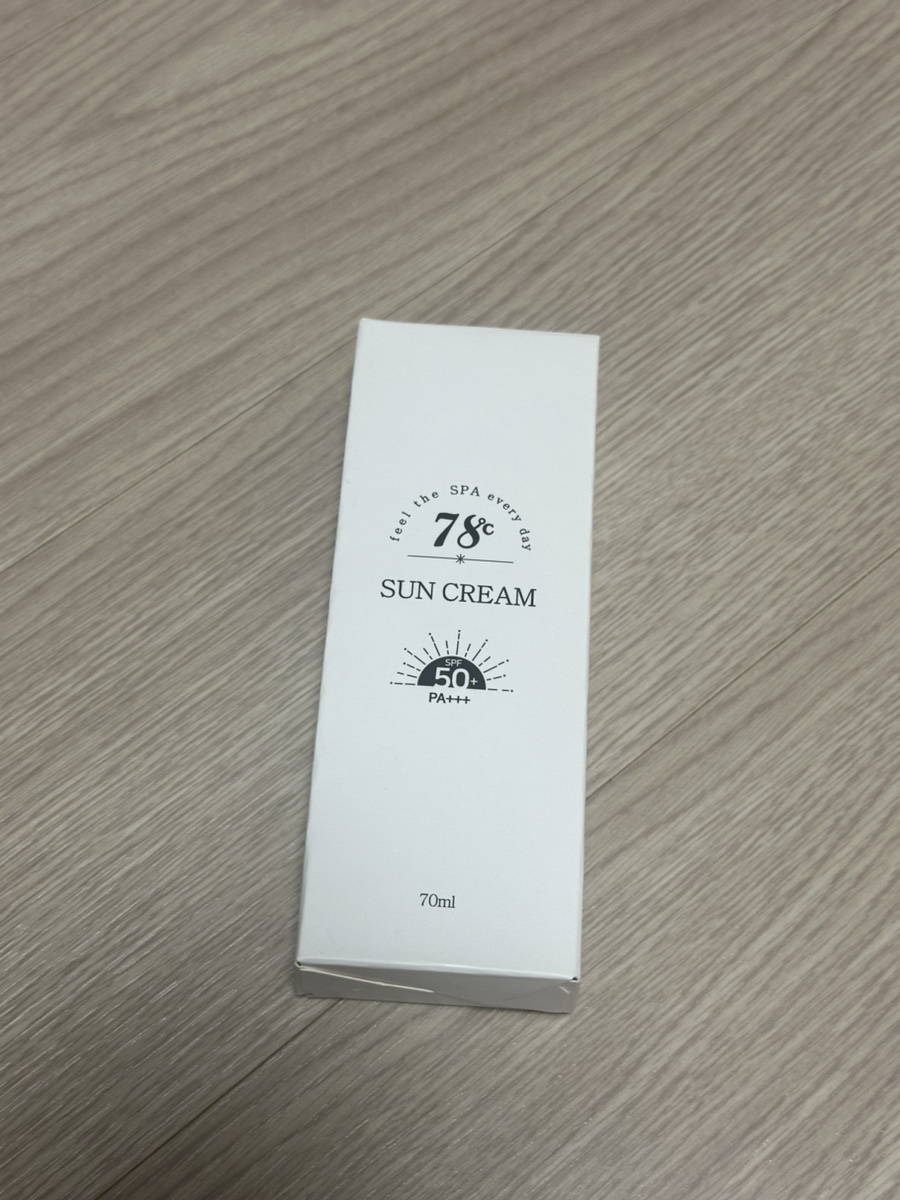 feel the SPA every day
78℃
SUN CREAM
SPF
50+
PA+++
70ml